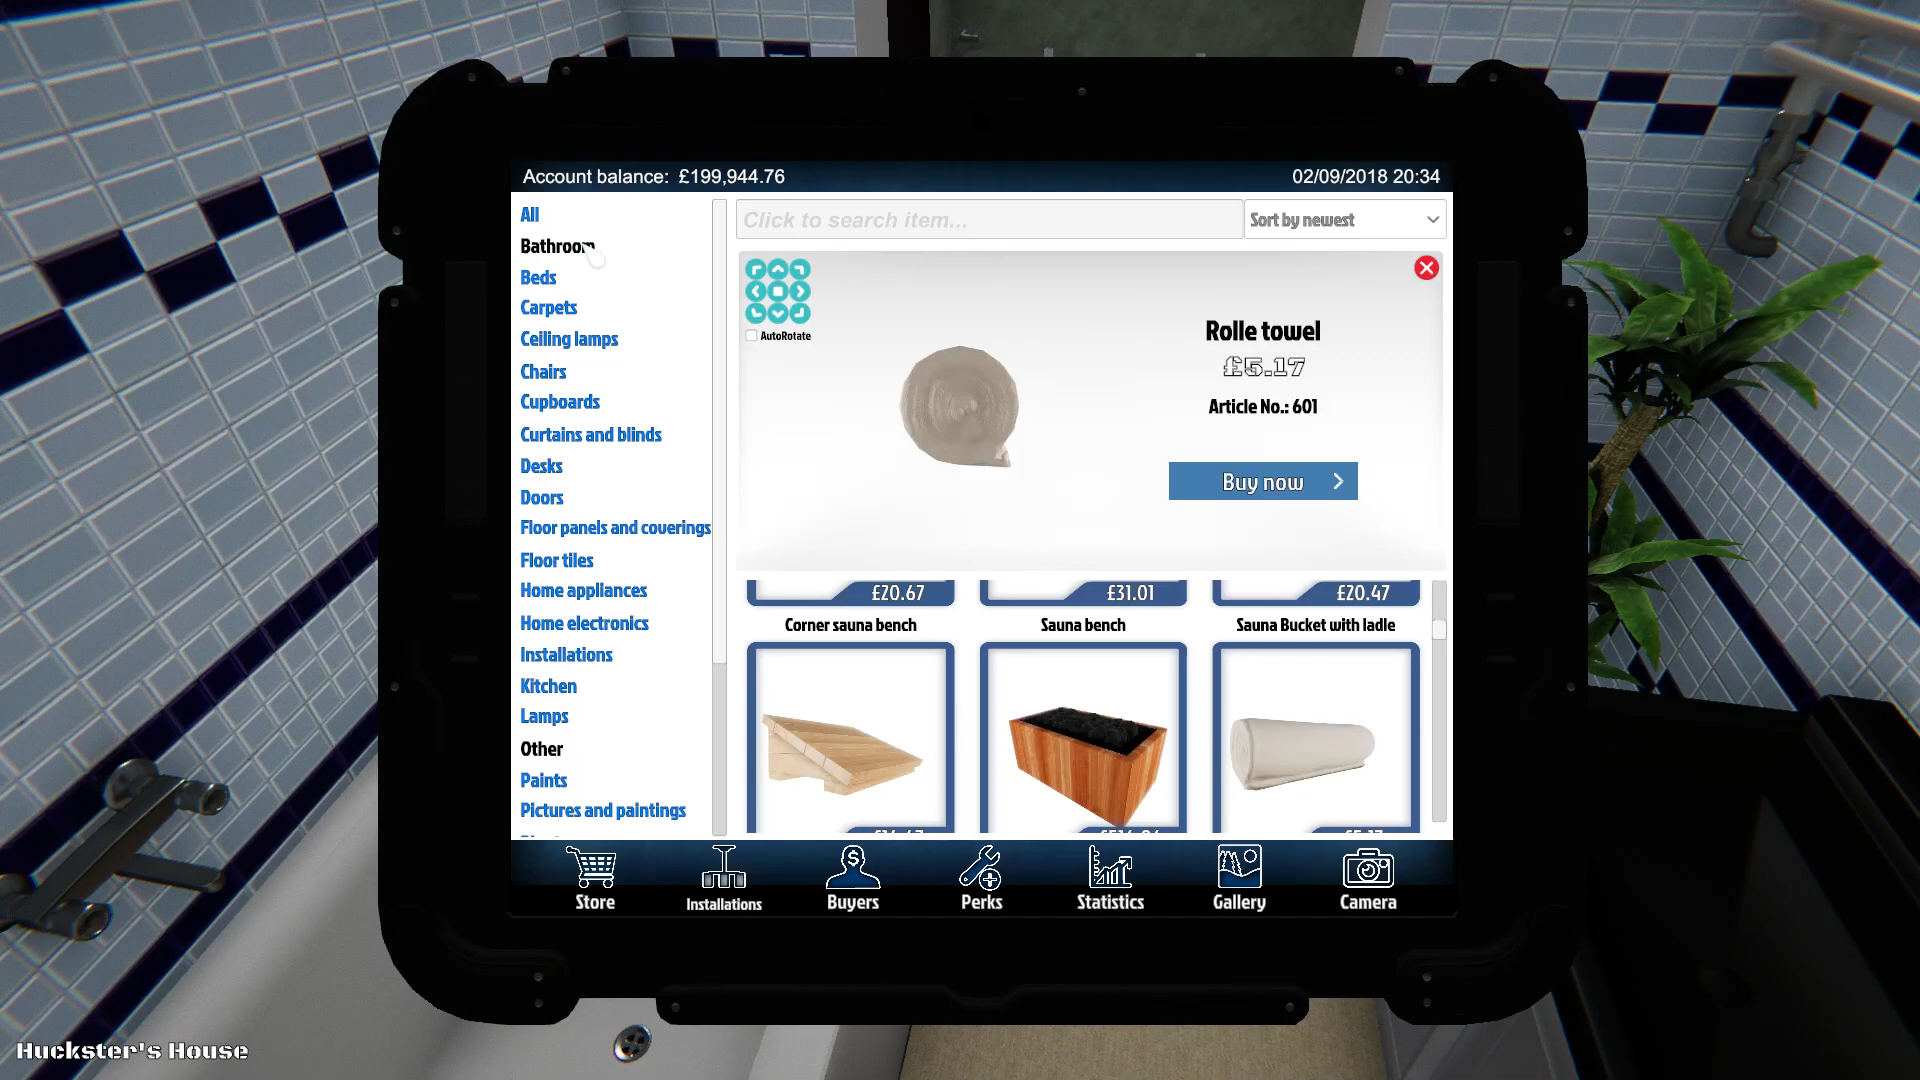 Account balance: £199,944.76
02/09/2018 20:34
All
Bathroom
Beds
Carpets
Ceiling lamps
Chairs
Cupboards
Curtains and blinds
Desks
Doors
Floor panels and coverings
Floor tiles
Home appliances
Home electronics
Installations
Kitchen
Lamps
Other
Paints
Pictures and paintings
Click to search item...
Sort by newest
AutoRotate
Rolle towel
£5.17
Article No.: 601
Buy now
£20.67
£31.01
£20.47
Corner sauna bench
Sauna bench
Sauna Bucket with ladle
Store
Installations
Buyers
Perks
Statistics
Gallery
Camera
Huckster's House